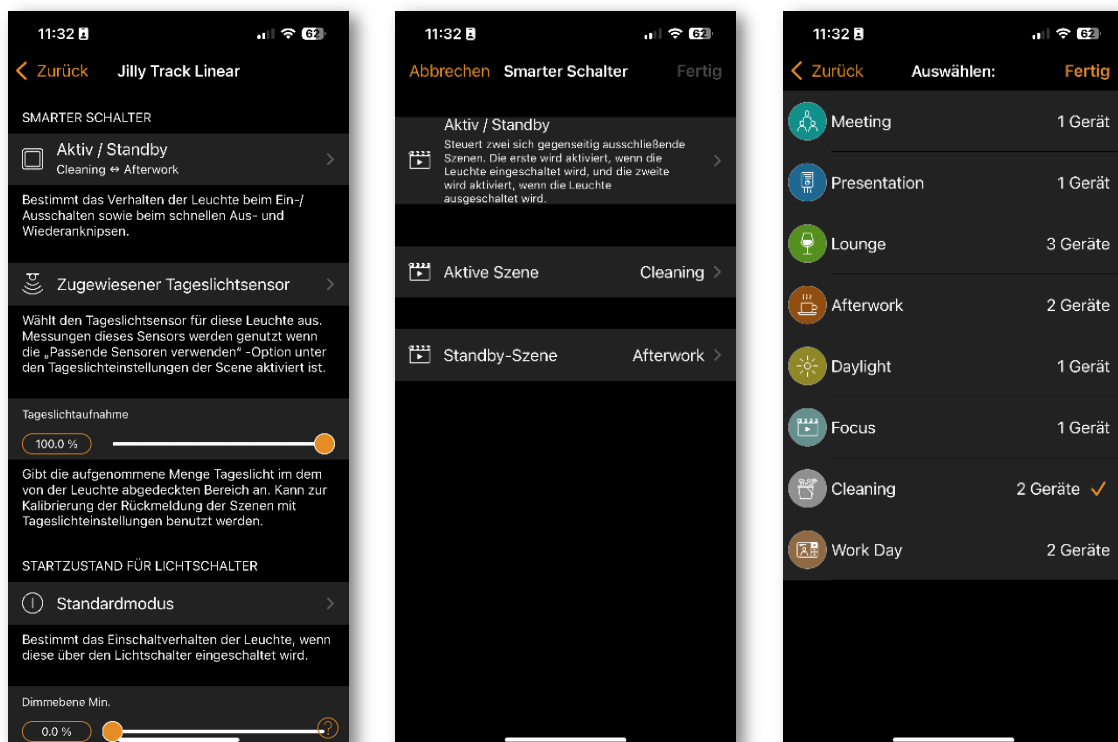 11:32
62
Zurück Jilly Track Linear
SMARTER SCHALTER
Aktiv / Standby
Cleaning ↔ Afterwork
Bestimmt das Verhalten der Leuchte beim Ein-/
Ausschalten sowie beim schnellen Aus- und
Wiederanknipsen.
Zugewiesener Tageslichtsensor
Wählt den Tageslichtsensor für diese Leuchte aus.
Messungen dieses Sensors werden genutzt wenn
die „Passende Sensoren verwenden“ -Option unter
den Tageslichteinstellungen der Scene aktiviert ist.
Tageslichtaufnahme
100.0 %
Gibt die aufgenommene Menge Tageslicht im dem
von der Leuchte abgedeckten Bereich an. Kann zur
Kalibrierung der Rückmeldung der Szenen mit
Tageslichteinstellungen benutzt werden.
STARTZUSTAND FÜR LICHTSCHALTER
Standardmodus
Bestimmt das Einschaltverhalten der Leuchte, wenn
diese über den Lichtschalter eingeschaltet wird.
Dimmebene Min.
0.0 %
?
11:32
62
Abbrechen Smarter Schalter Fertig
Aktiv / Standby
Steuert zwei sich gegenseitig ausschließende
Szenen. Die erste wird aktiviert, wenn die
Leuchte eingeschaltet wird, und die zweite
wird aktiviert, wenn die Leuchte
ausgeschaltet wird.
Aktive Szene Cleaning
Standby-Szene Afterwork
11:32
62
Zurück Auswählen: Fertig
Meeting 1 Gerät
Presentation 1 Gerät
Lounge 3 Geräte
Afterwork 2 Geräte
Daylight 1 Gerät
Focus 1 Gerät
Cleaning 2 Geräte
Work Day 2 Geräte